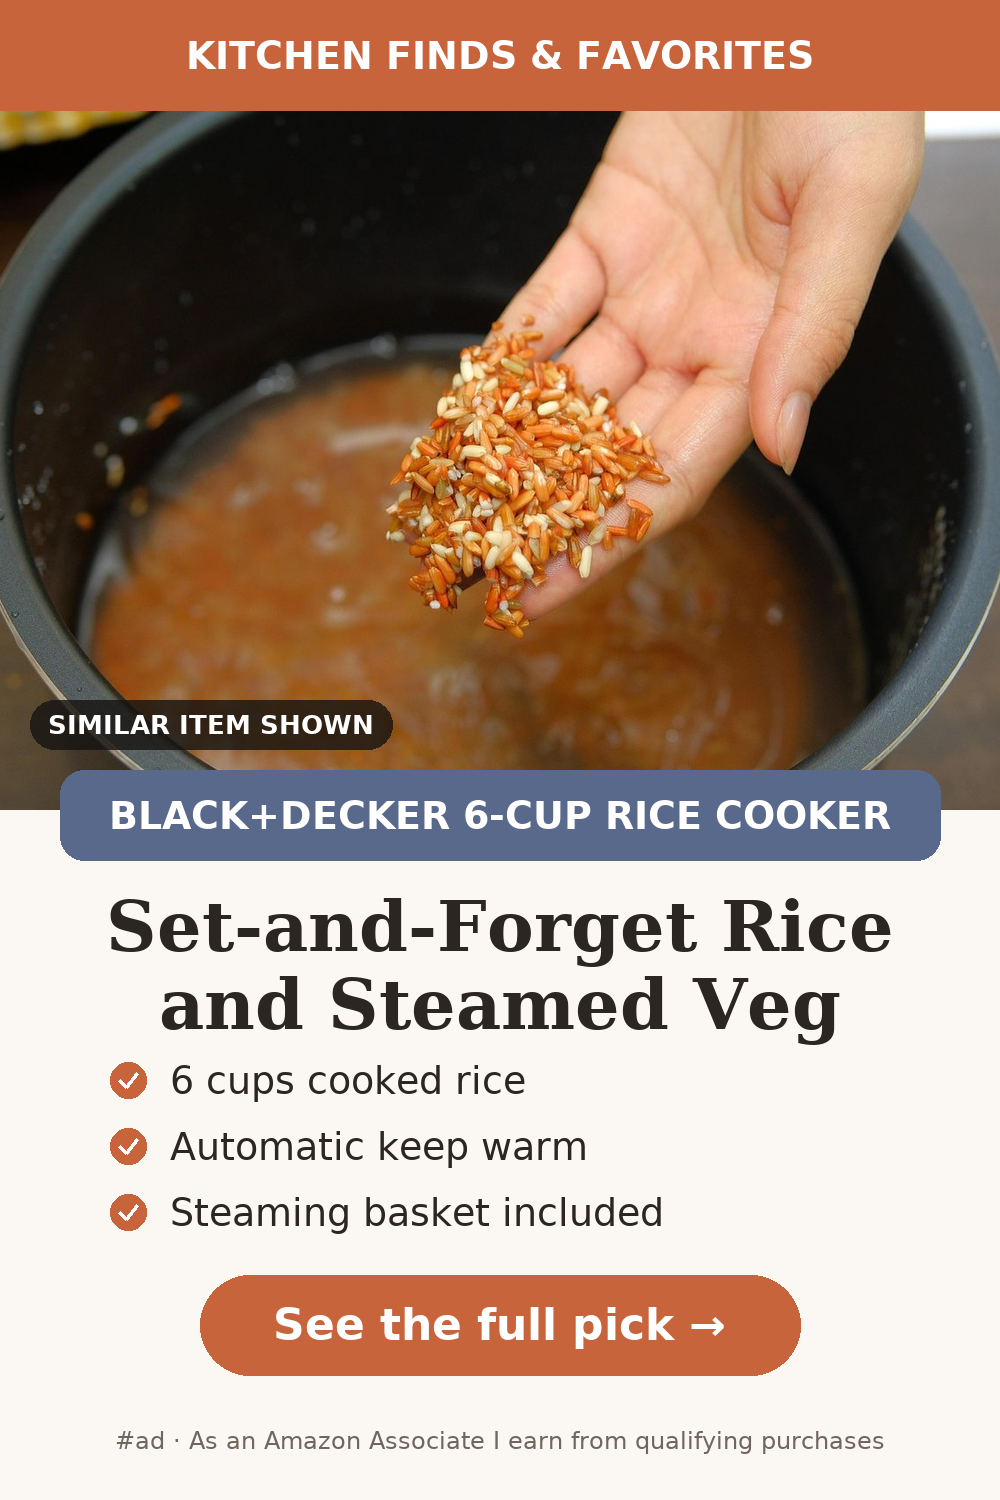 KITCHEN FINDS & FAVORITES
SIMILAR ITEM SHOWN
BLACK+DECKER 6-CUP RICE COOKER
Set-and-Forget Rice
and Steamed Veg
6 cups cooked rice
Automatic keep warm
Steaming basket included
See the full pick →
#ad · As an Amazon Associate I earn from qualifying purchases